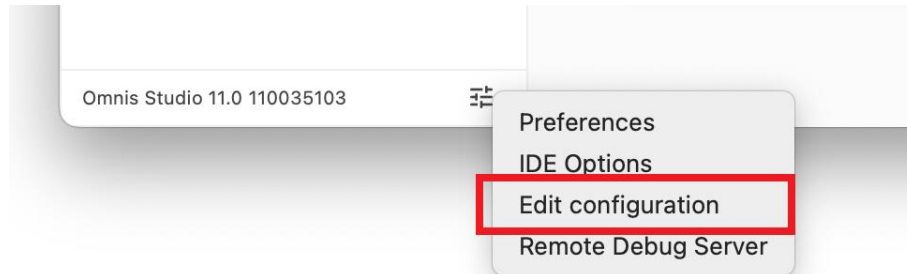 Omnis Studio 11.0 110035103
Preferences
IDE Options
Edit configuration
Remote Debug Server